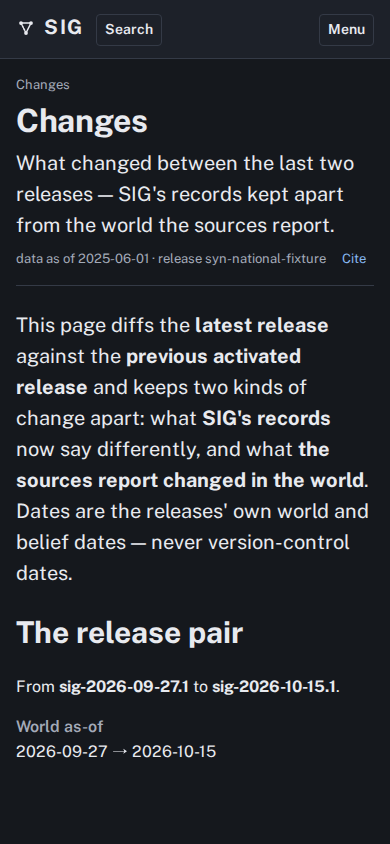 SIG
Search
Menu
Changes
Changes
What changed between the last two
releases — SIG's records kept apart
from the world the sources report.
data as of 2025-06-01 · release syn-national-fixture
Cite
This page diffs the latest release
against the previous activated
release and keeps two kinds of
change apart: what SIG's records
now say differently, and what the
sources report changed in the world.
Dates are the releases' own world and
belief dates — never version-control
dates.
The release pair
From sig-2026-09-27.1 to sig-2026-10-15.1.
World as-of
2026-09-27 → 2026-10-15